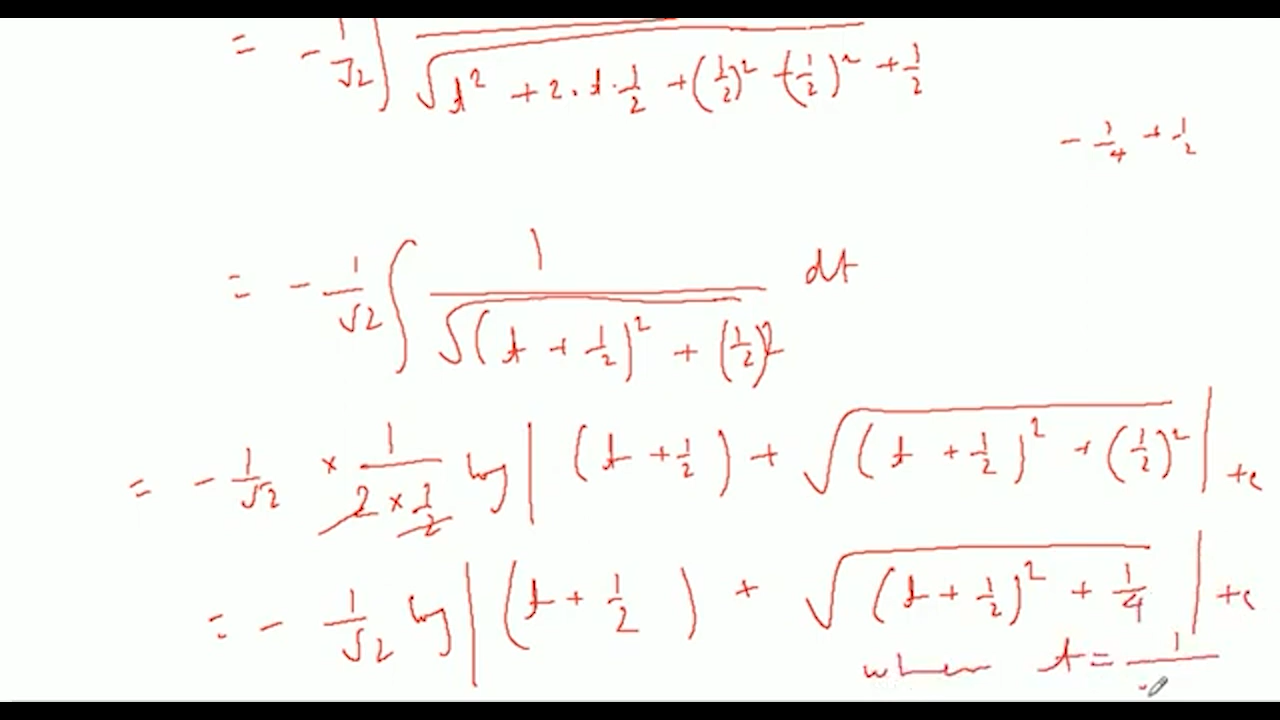 = - 1/√2 ∫ 1/√(t² + 2·t·1/2 + (1/2)² - (1/2)² + 1/2)
- 1/4 + 1/2
= - 1/√2 ∫ 1/√((t + 1/2)² + (1/2)²) dt
= - 1/√2 × 1/(2 × 1/2) log |(t + 1/2) + √((t + 1/2)² + (1/2)²)| + c
= - 1/√2 log |(t + 1/2) + √((t + 1/2)² + 1/4)| + c
when t = 1/